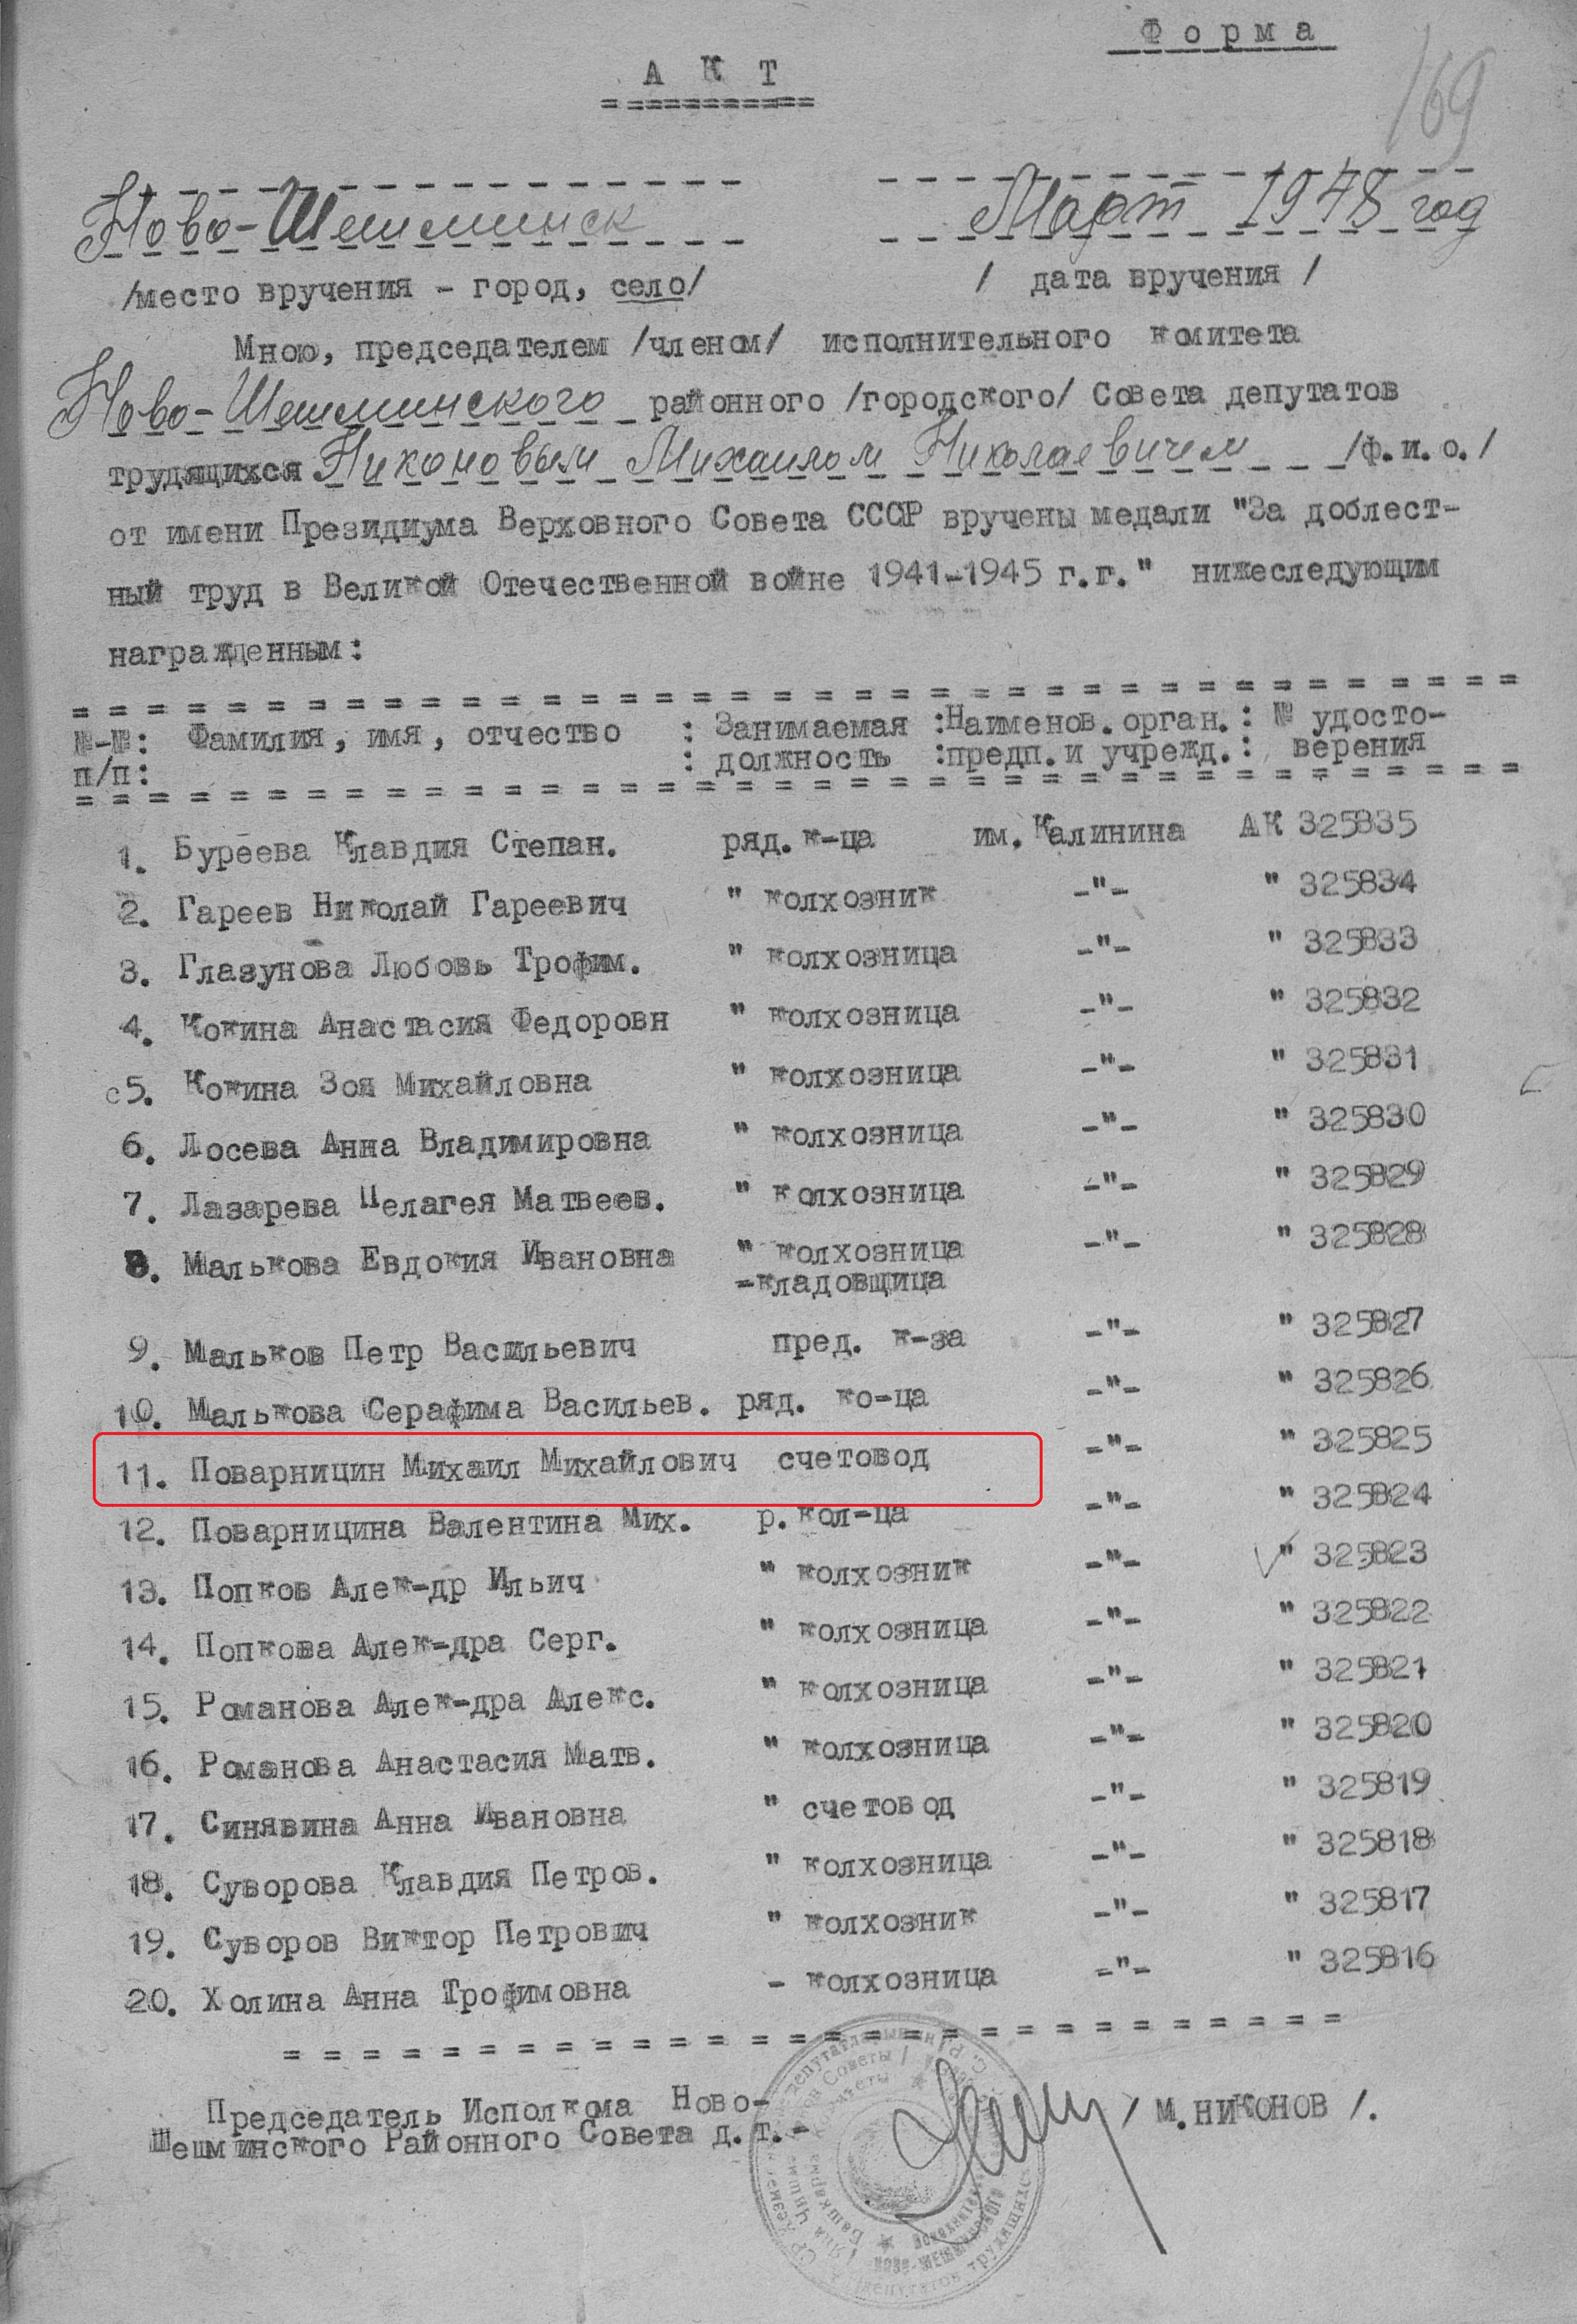 Форма
169
АКТ
Ново-Шешминск Март 1948 год
/место вручения - город, село/ / дата вручения /
Мною, председателем /членом/ исполнительного комитета
Ново-Шешминского районного /городского/ Совета депутатов
трудящихся Никоновым Михаилом Николаевичем /ф.и.о./
от имени Президиума Верховного Совета СССР вручены медали "За доблест-
ный труд в Великой Отечественной войне 1941-1945 г.г." нижеследующим
награжденным:
№-№: Фамилия, имя, отчество : Занимаемая :Наименов.орган.: № удосто-
п/п: : должность :предп.и учрежд.: верения
1. Буреева Клавдия Степан. ряд.к-ца им.Калинина АК 325835
2. Гареев Николай Гареевич " колхозник -"- " 325834
3. Глазунова Любовь Трофим. " колхозница -"- " 325833
4. Кокина Анастасия Федоровн " колхозница -"- " 325832
с5. Кокина Зоя Михайловна " колхозница -"- " 325831
6. Лосева Анна Владимировна " колхозница -"- " 325830
7. Лазарева Пелагея Матвеев. " колхозница -"- " 325829
8. Малькова Евдокия Ивановна " колхозница -"- " 325828
-кладовщица
9. Мальков Петр Васильевич пред. к-за -"- " 325827
10. Малькова Серафима Васильев. ряд. ко-ца -"- " 325826
11. Поварницин Михаил Михайлович счетовод -"- " 325825
12. Поварницина Валентина Мих. р.кол-ца -"- " 325824
13. Попков Алек-др Ильич " колхозник -"- " 325823
14. Попкова Алек-дра Серг. " колхозница -"- " 325822
15. Романова Алек-дра Алекс. " колхозница -"- " 325821
16. Романова Анастасия Матв. " колхозница -"- " 325820
17. Синявина Анна Ивановна " счетовод -"- " 325819
18. Суворова Клавдия Петров. " колхозница -"- " 325818
19. Суворов Виктор Петрович " колхозник -"- " 325817
20. Холина Анна Трофимовна - колхозница -"- " 325816
Председатель Исполкома Ново-
Шешминского Районного Совета д.т.- / М.НИКОНОВ /.